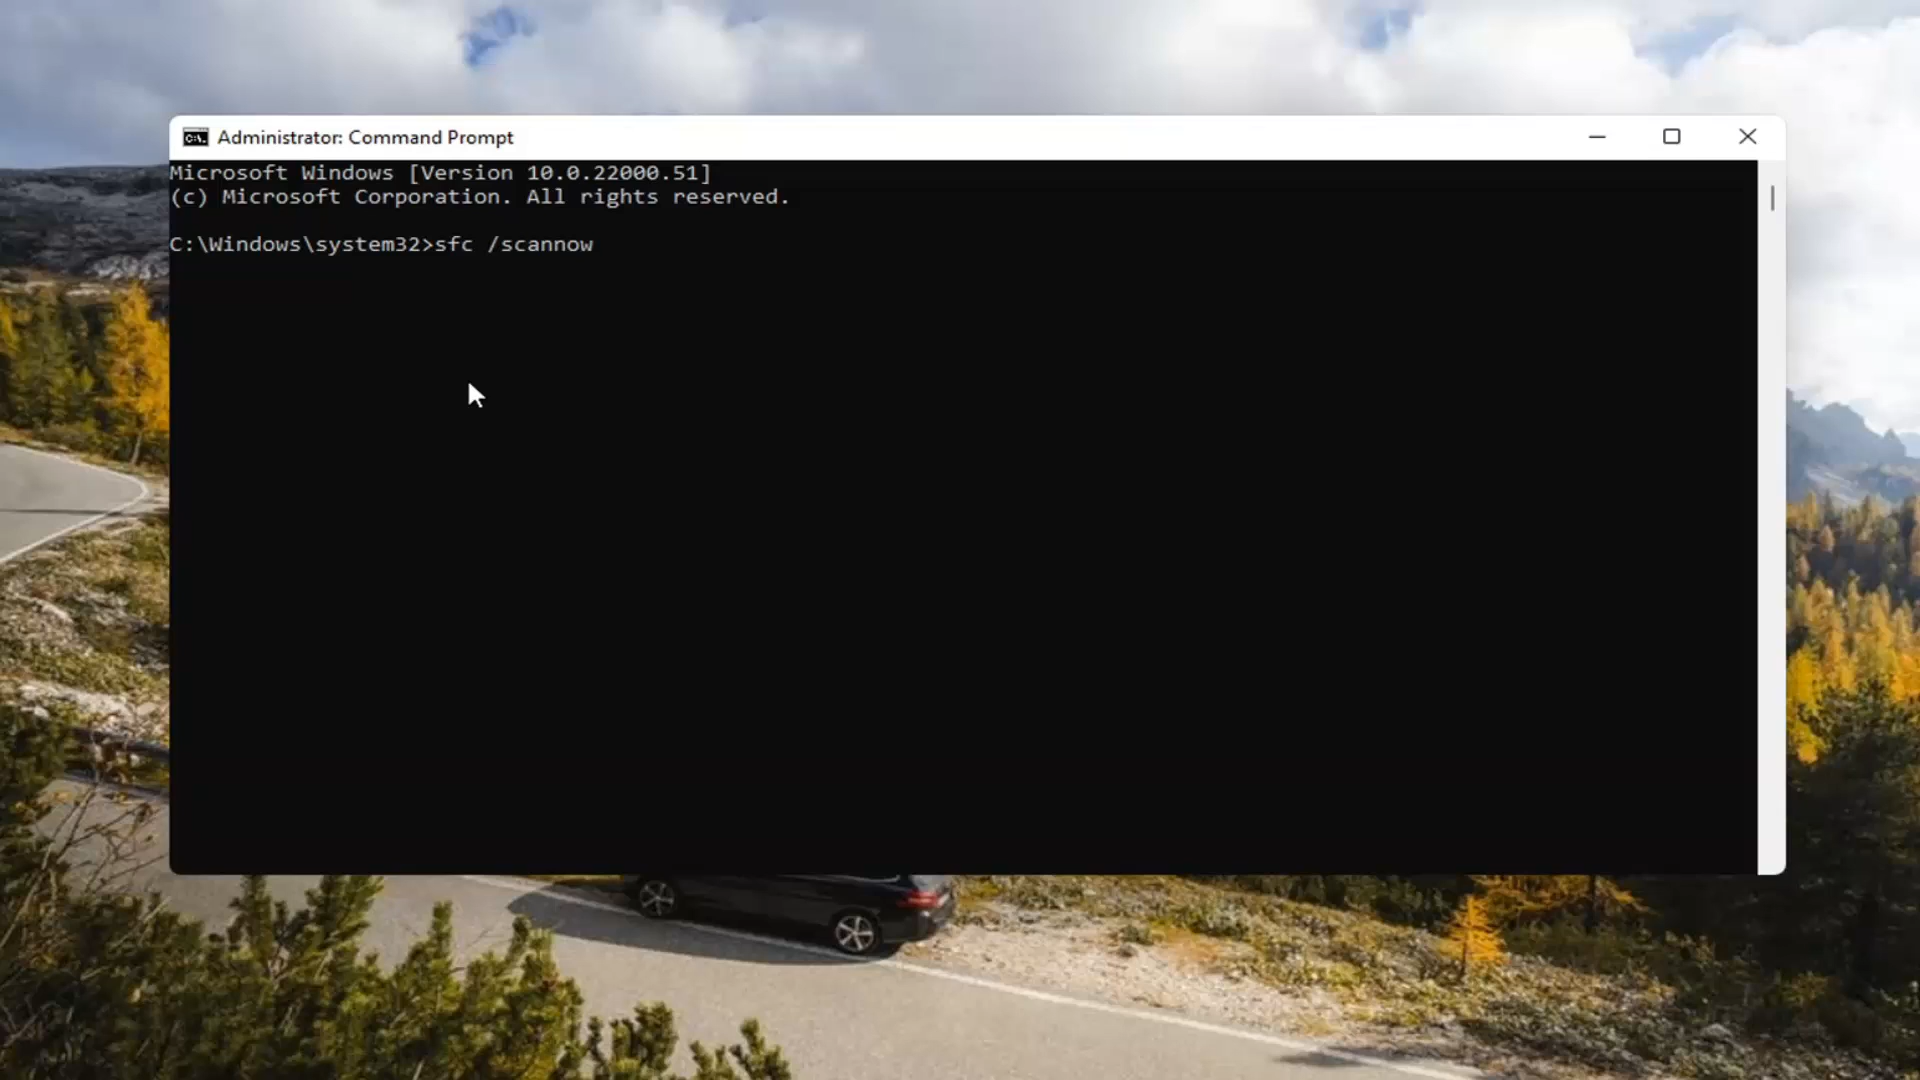 Administrator: Command Prompt
Microsoft Windows [Version 10.0.22000.51]
(c) Microsoft Corporation. All rights reserved.
C:\Windows\system32>sfc /scannow